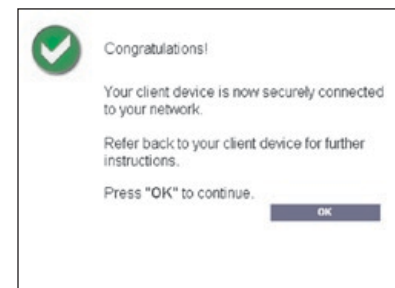 Congratulations!
Your client device is now securely connected
to your network.
Refer back to your client device for further
instructions.
Press "OK" to continue.
OK